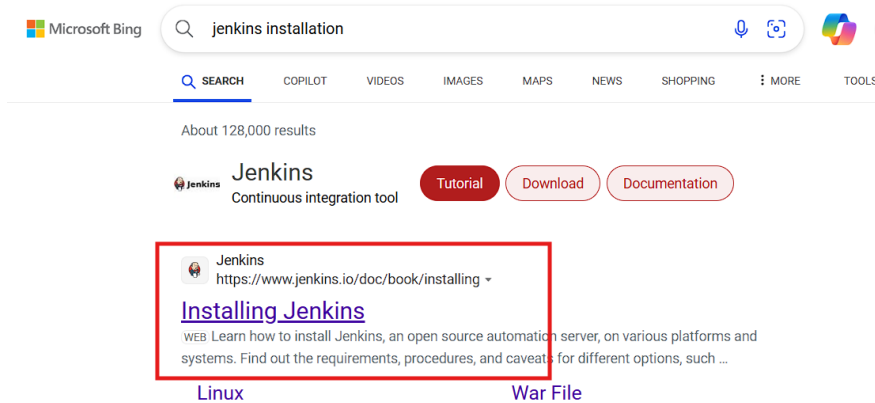 Microsoft Bing
jenkins installation
SEARCH COPILOT VIDEOS IMAGES MAPS NEWS SHOPPING MORE TOOLS
About 128,000 results
Jenkins
Jenkins
Continuous integration tool
Tutorial Download Documentation
Jenkins
https://www.jenkins.io/doc/book/installing
Installing Jenkins
WEB Learn how to install Jenkins, an open source automation server, on various platforms and
systems. Find out the requirements, procedures, and caveats for different options, such ...
Linux War File